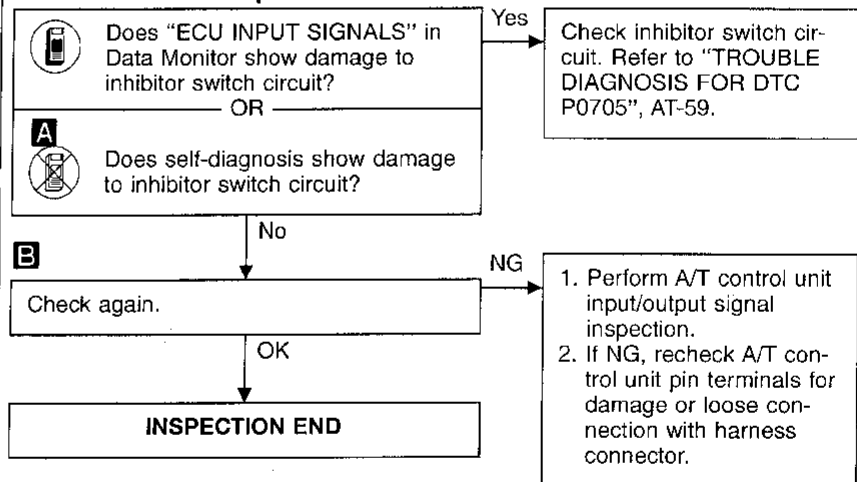 Does “ECU INPUT SIGNALS” in
Data Monitor show damage to
inhibitor switch circuit?
OR
A
Does self-diagnosis show damage
to inhibitor switch circuit?
Yes
Check inhibitor switch cir-
cuit. Refer to “TROUBLE
DIAGNOSIS FOR DTC
P0705”, AT-59.
No
B
Check again.
NG
1. Perform A/T control unit
input/output signal
inspection.
2. If NG, recheck A/T con-
trol unit pin terminals for
damage or loose con-
nection with harness
connector.
OK
INSPECTION END